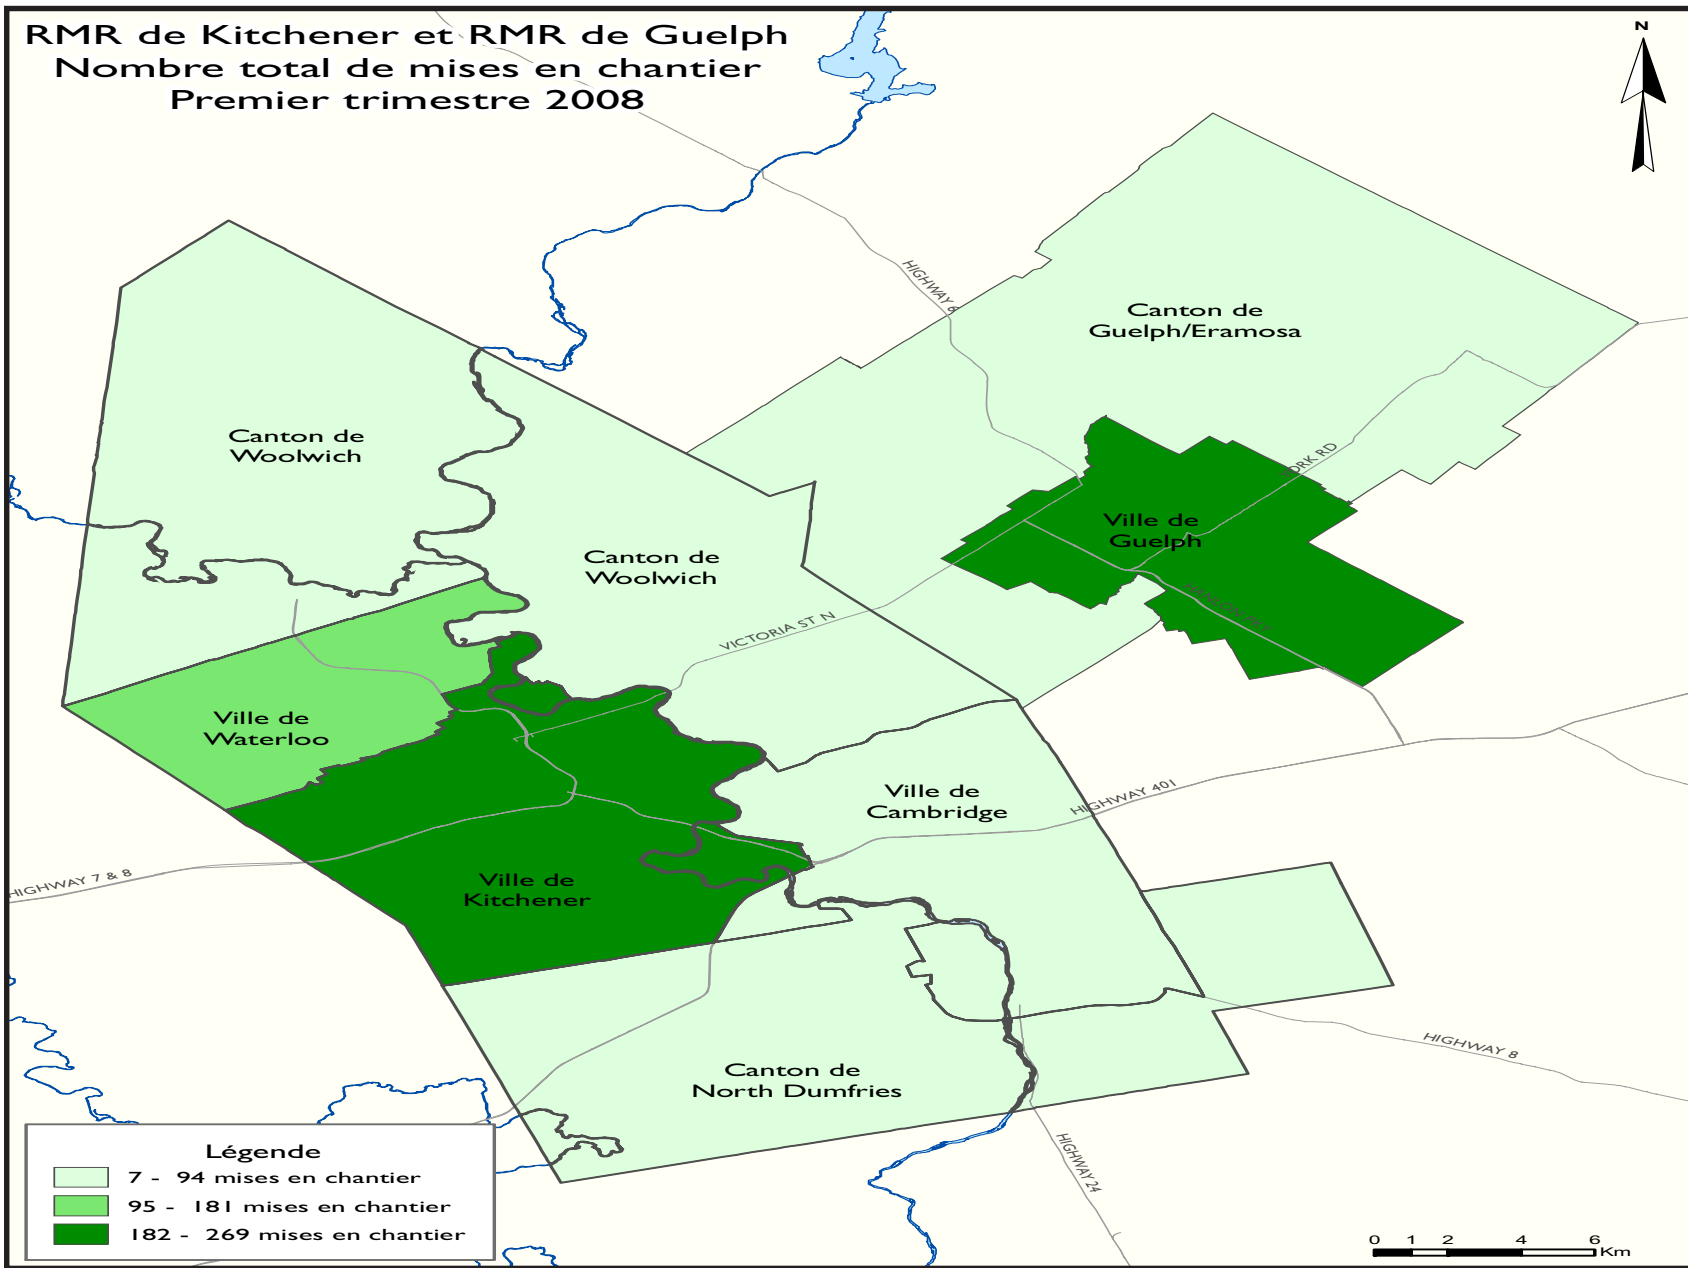 RMR de Kitchener et RMR de Guelph
Nombre total de mises en chantier
Premier trimestre 2008
N
HIGHWAY 6
Canton de
Guelph/Eramosa
Canton de
Woolwich
YORK RD
Ville de
Guelph
Canton de
Woolwich
VICTORIA ST N
Ville de
Waterloo
Ville de
Cambridge
HIGHWAY 401
HIGHWAY 7 & 8
Ville de
Kitchener
HIGHWAY 8
Canton de
North Dumfries
HIGHWAY 24
Légende
7 - 94 mises en chantier
95 - 181 mises en chantier
182 - 269 mises en chantier
0 1 2 4 6
Km